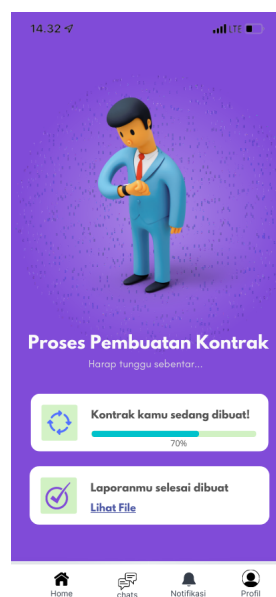 14.32
LTE
Proses Pembuatan Kontrak
Harap tunggu sebentar...
Kontrak kamu sedang dibuat!
70%
Laporanmu selesai dibuat
Lihat File
Home chats Notifikasi Profil